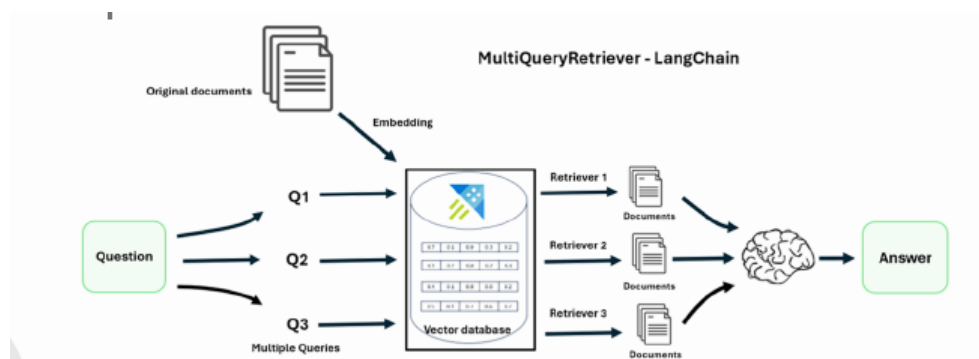 MultiQueryRetriever - LangChain
Original documents
Embedding
Q1
Retriever 1
Documents
Question
Q2
Retriever 2
Documents
Answer
Q3
Retriever 3
Documents
Vector database
Multiple Queries